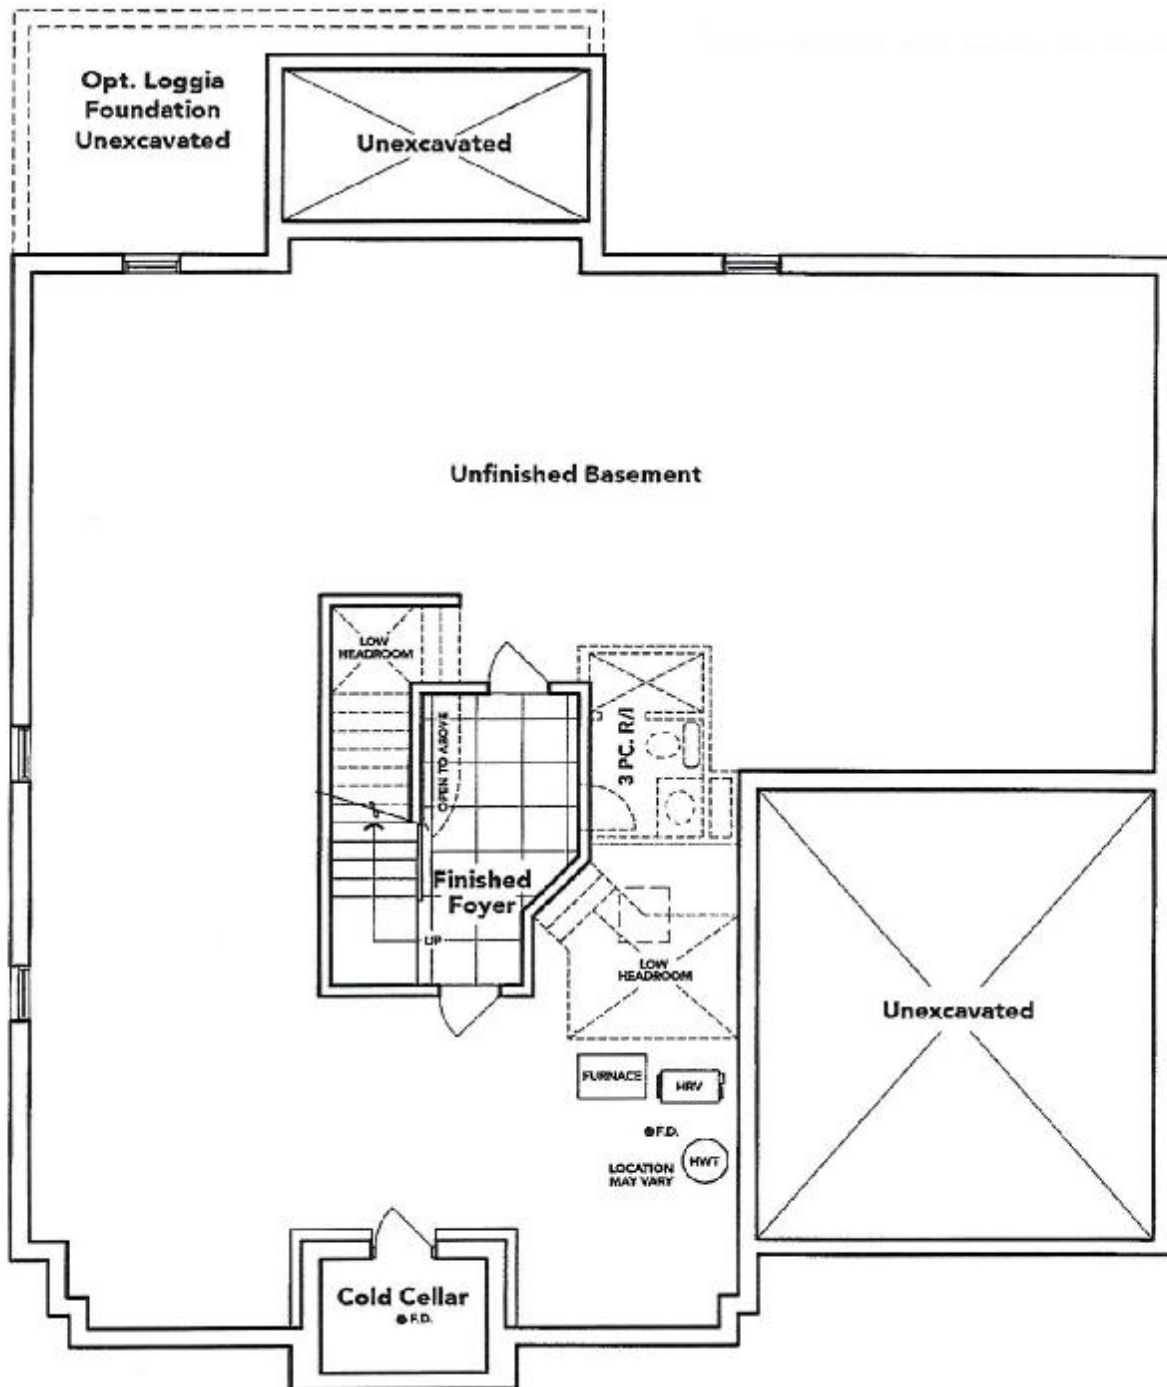 Opt. Loggia
Foundation
Unexcavated
Unexcavated
Unfinished Basement
LOW
HEADROOM
OPEN TO ABOVE
3 PC. R/I
Finished
Foyer
UP
LOW
HEADROOM
Unexcavated
FURNACE
HRV
F.D.
HWT
LOCATION
MAY VARY
Cold Cellar
F.D.